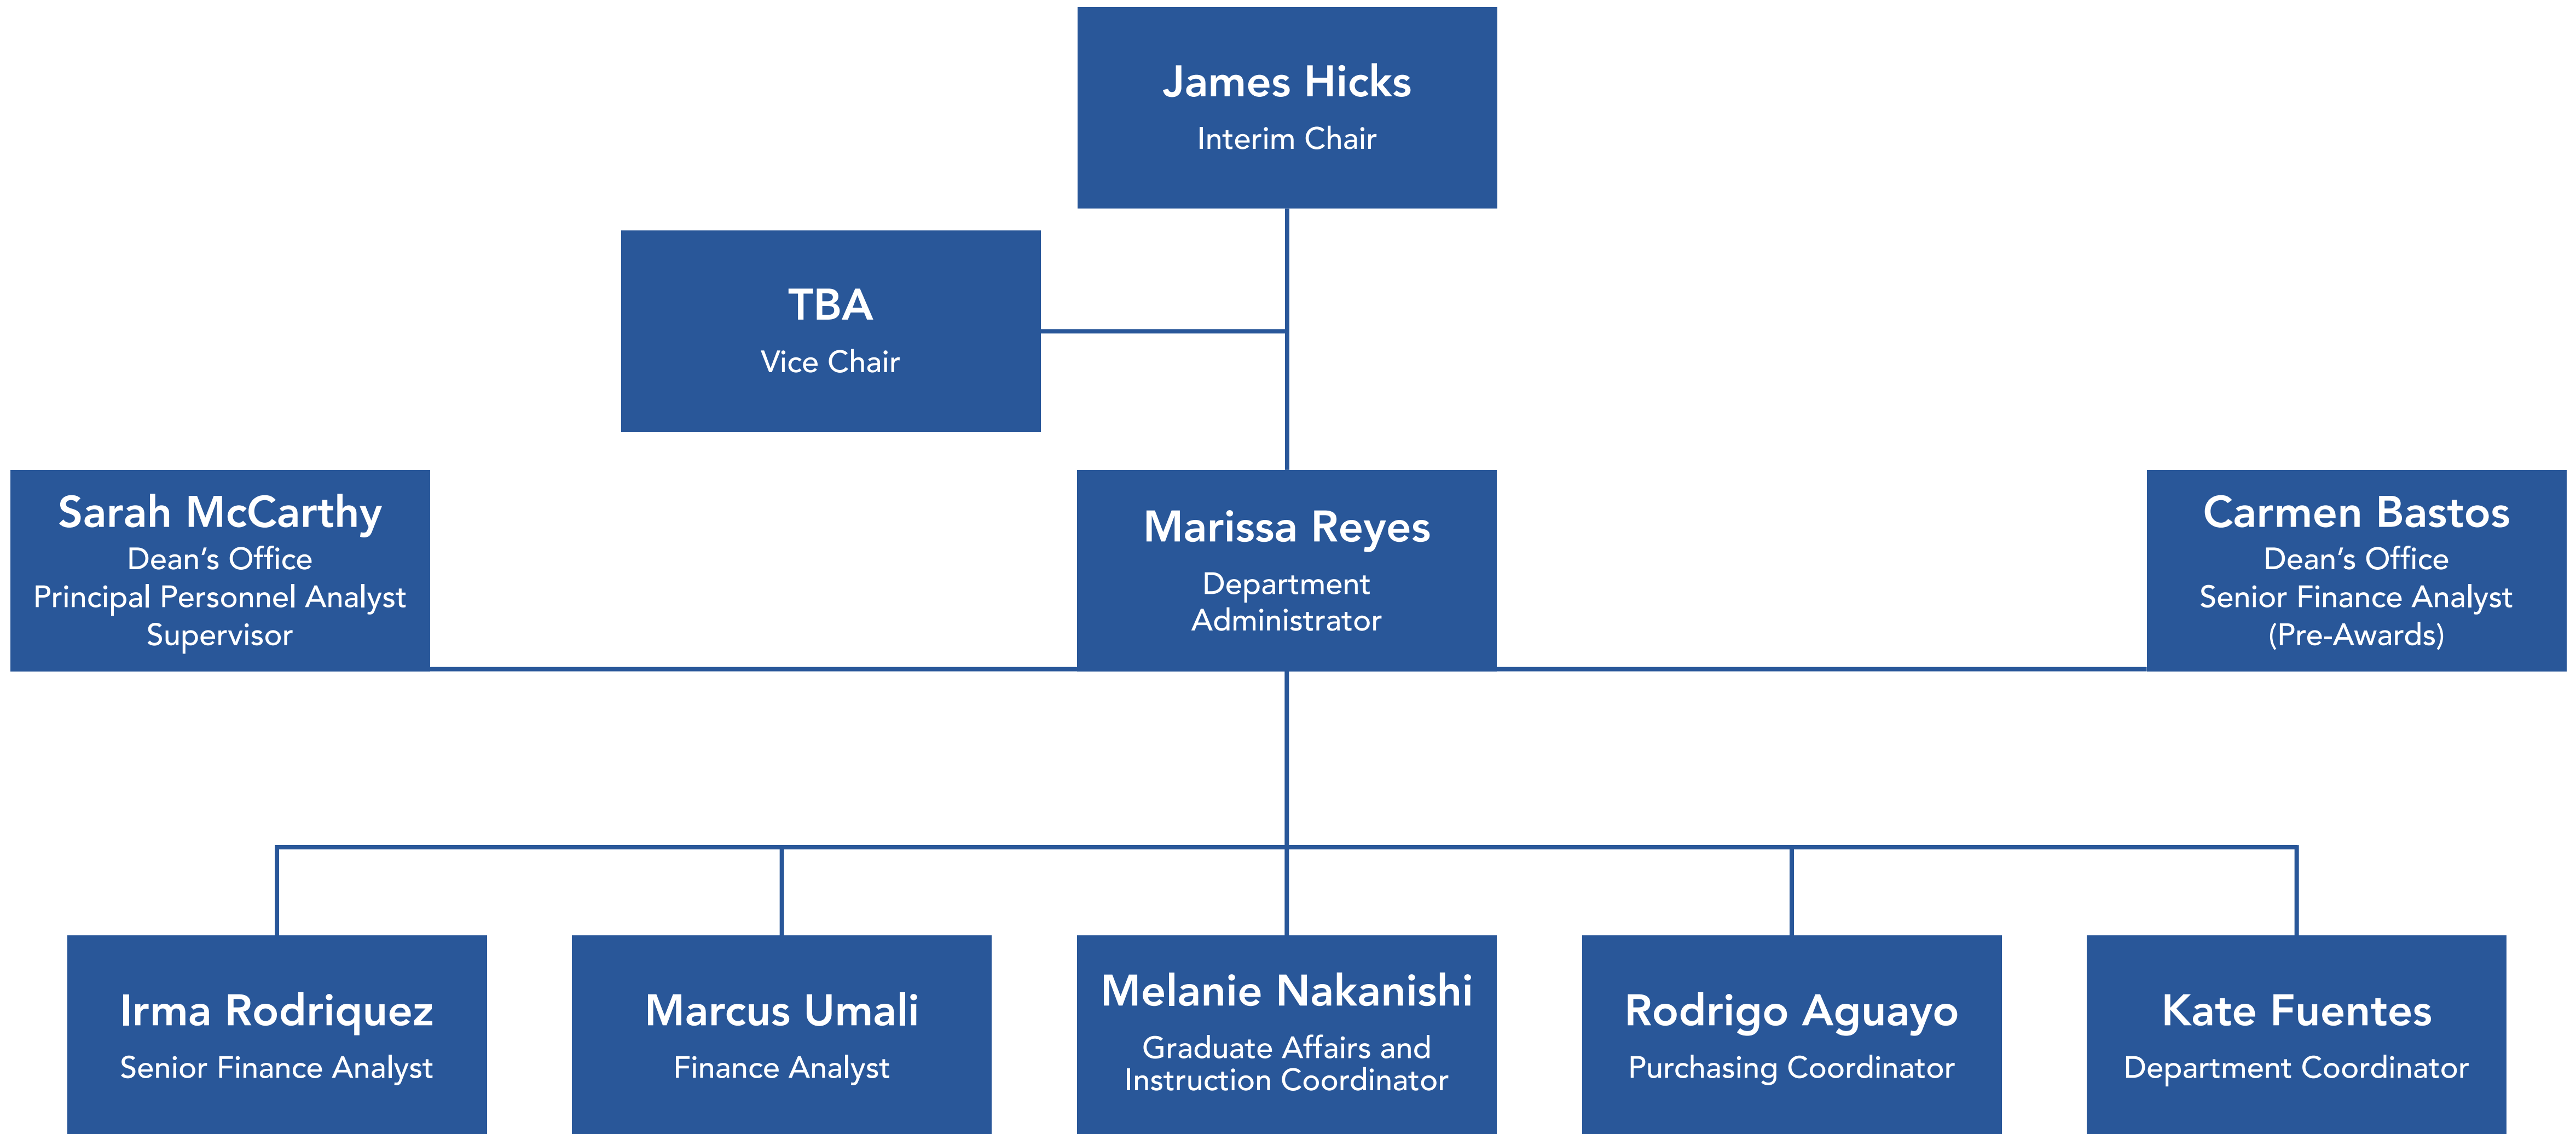 James Hicks
Interim Chair
TBA
Vice Chair
Sarah McCarthy
Dean’s Office
Principal Personnel Analyst
Supervisor
Marissa Reyes
Department
Administrator
Carmen Bastos
Dean’s Office
Senior Finance Analyst
(Pre-Awards)
Irma Rodriquez
Senior Finance Analyst
Marcus Umali
Finance Analyst
Melanie Nakanishi
Graduate Affairs and
Instruction Coordinator
Rodrigo Aguayo
Purchasing Coordinator
Kate Fuentes
Department Coordinator